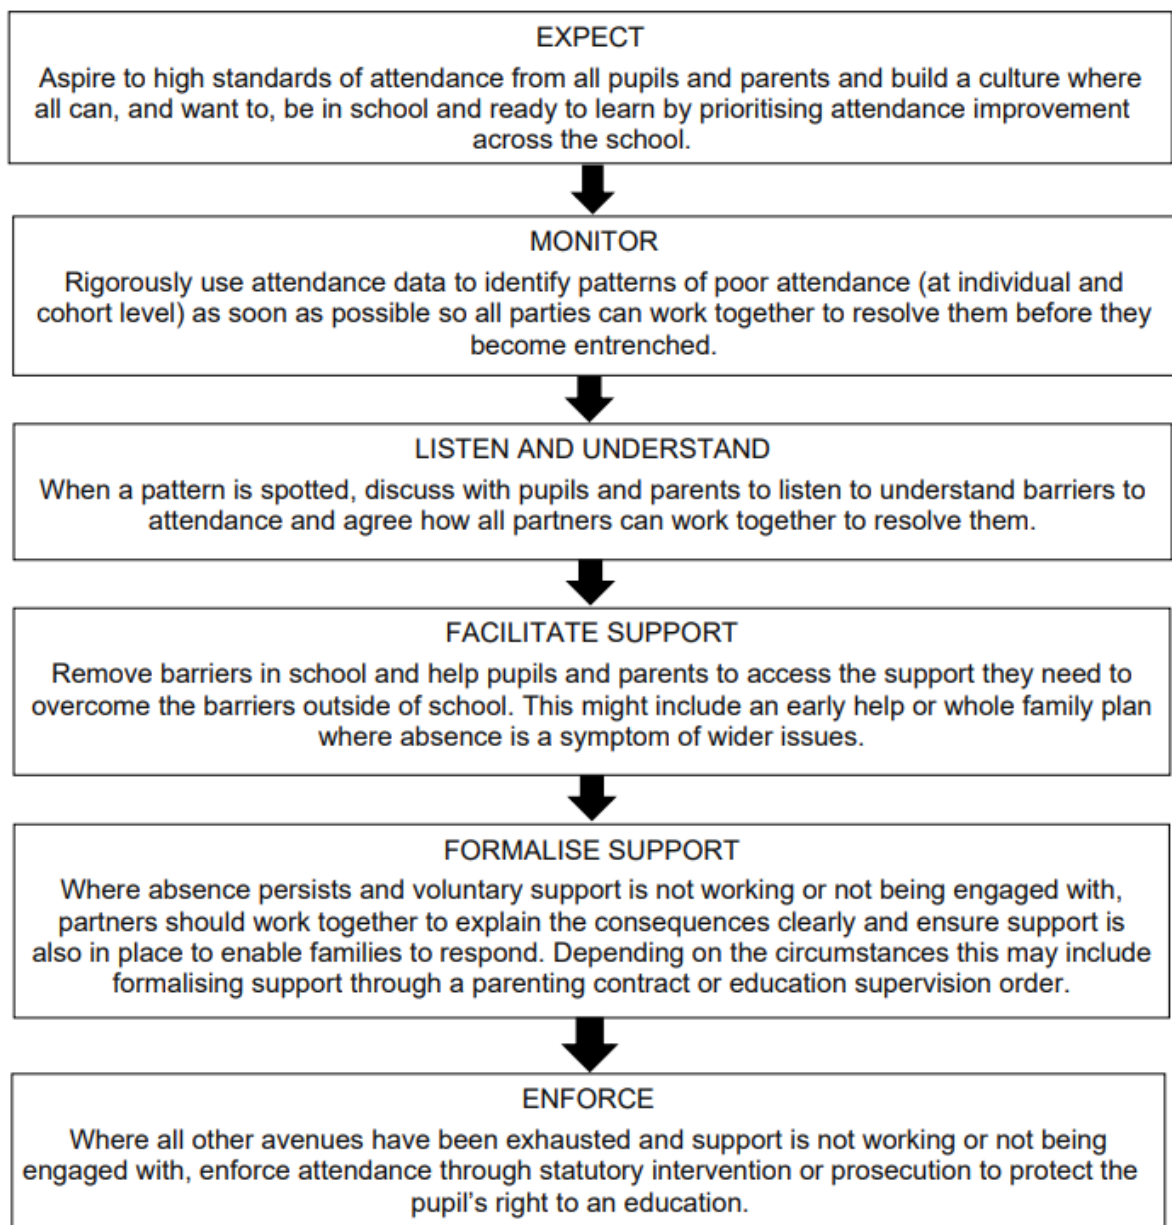 EXPECT
Aspire to high standards of attendance from all pupils and parents and build a culture where
all can, and want to, be in school and ready to learn by prioritising attendance improvement
across the school.
MONITOR
Rigorously use attendance data to identify patterns of poor attendance (at individual and
cohort level) as soon as possible so all parties can work together to resolve them before they
become entrenched.
LISTEN AND UNDERSTAND
When a pattern is spotted, discuss with pupils and parents to listen to understand barriers to
attendance and agree how all partners can work together to resolve them.
FACILITATE SUPPORT
Remove barriers in school and help pupils and parents to access the support they need to
overcome the barriers outside of school. This might include an early help or whole family plan
where absence is a symptom of wider issues.
FORMALISE SUPPORT
Where absence persists and voluntary support is not working or not being engaged with,
partners should work together to explain the consequences clearly and ensure support is
also in place to enable families to respond. Depending on the circumstances this may include
formalising support through a parenting contract or education supervision order.
ENFORCE
Where all other avenues have been exhausted and support is not working or not being
engaged with, enforce attendance through statutory intervention or prosecution to protect the
pupil’s right to an education.